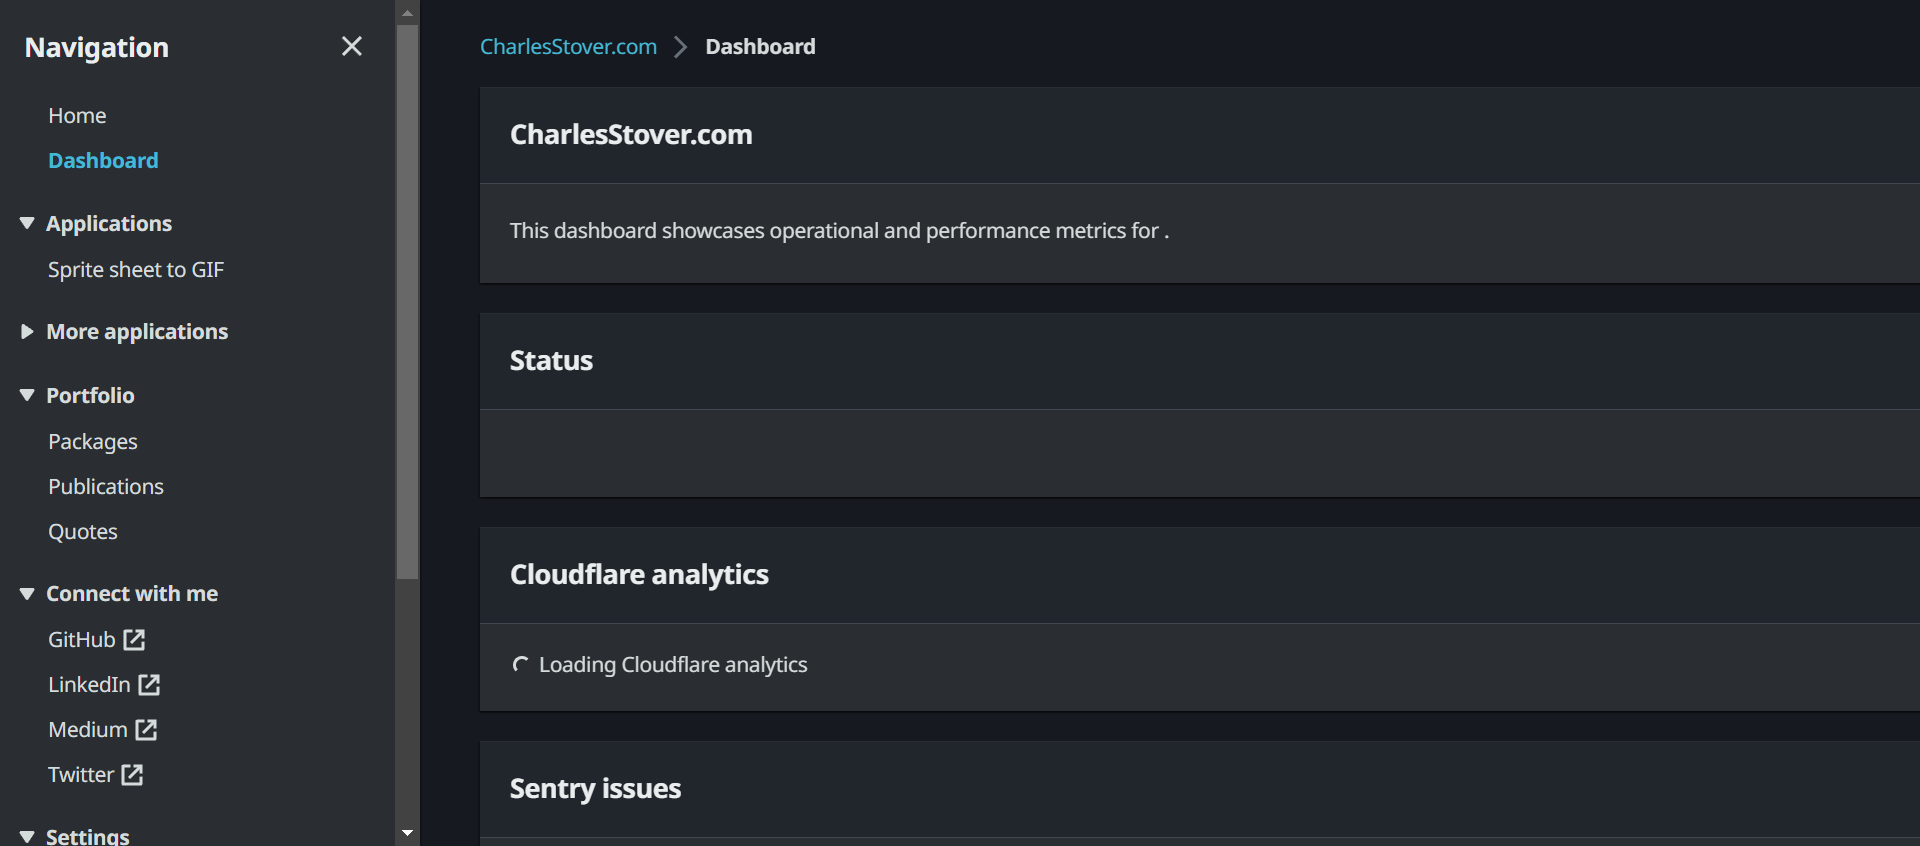 Navigation
Home
Dashboard
Applications
Sprite sheet to GIF
More applications
Portfolio
Packages
Publications
Quotes
Connect with me
GitHub
LinkedIn
Medium
Twitter
Settings
CharlesStover.com > Dashboard
CharlesStover.com
This dashboard showcases operational and performance metrics for .
Status
Cloudflare analytics
Loading Cloudflare analytics
Sentry issues